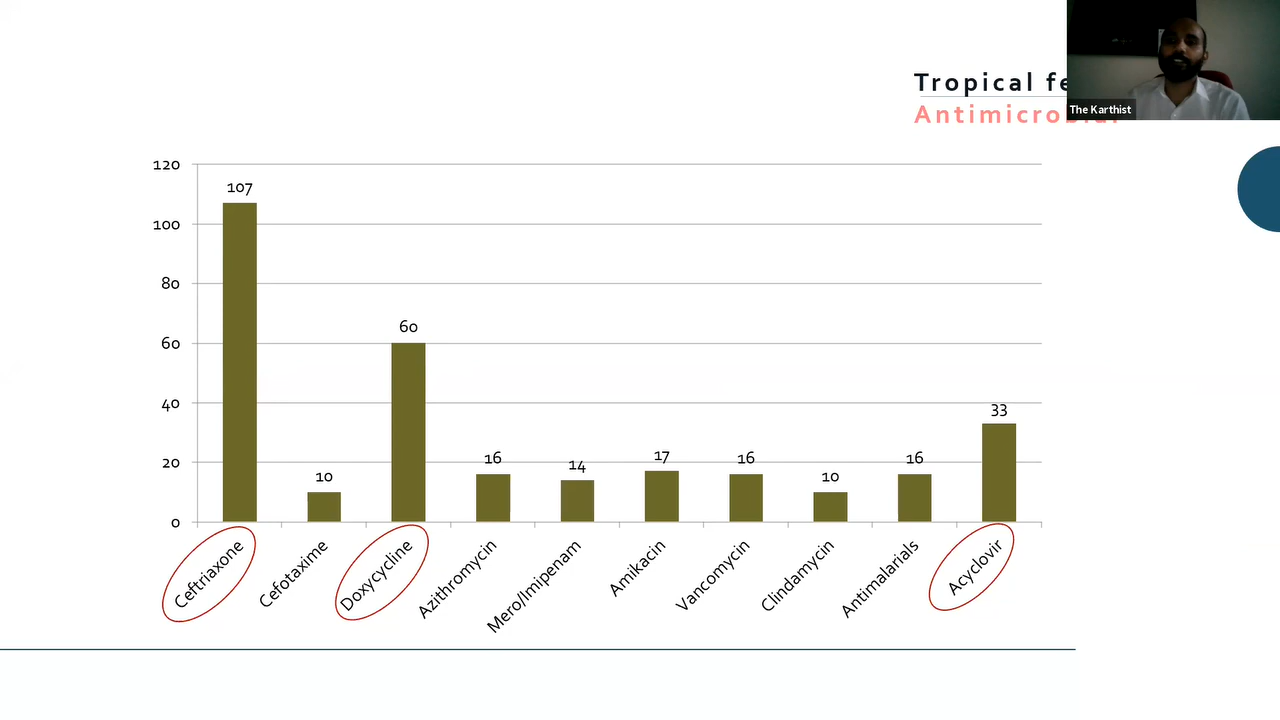 Tropical
Antimicrobial
The Karthist
120
100
80
60
40
20
0
107
10
60
16
14
17
16
10
16
33
Ceftriaxone
Cefotaxime
Doxycycline
Azithromycin
Mero/Imipenam
Amikacin
Vancomycin
Clindamycin
Antimalarials
Acyclovir